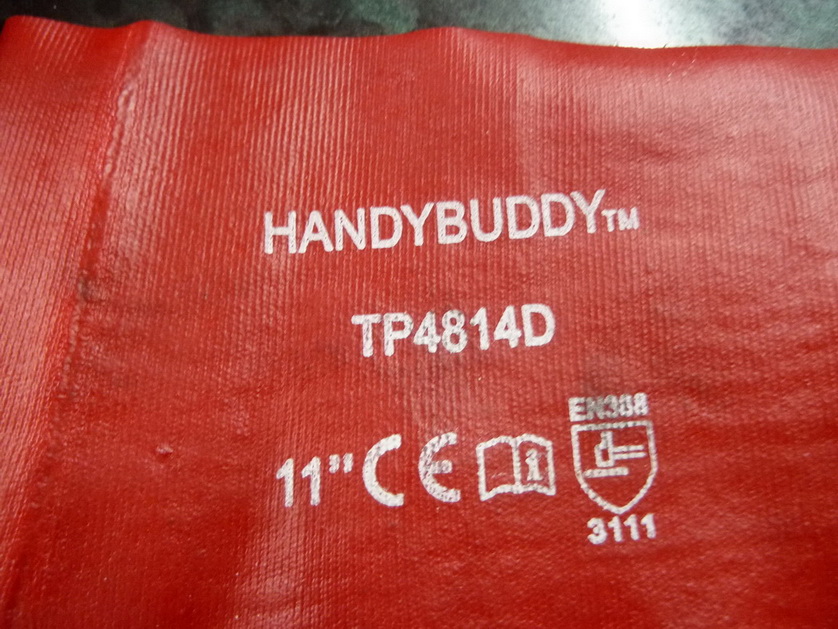 HANDYBUDDY™
TP4814D
EN388
11" CE i
3111